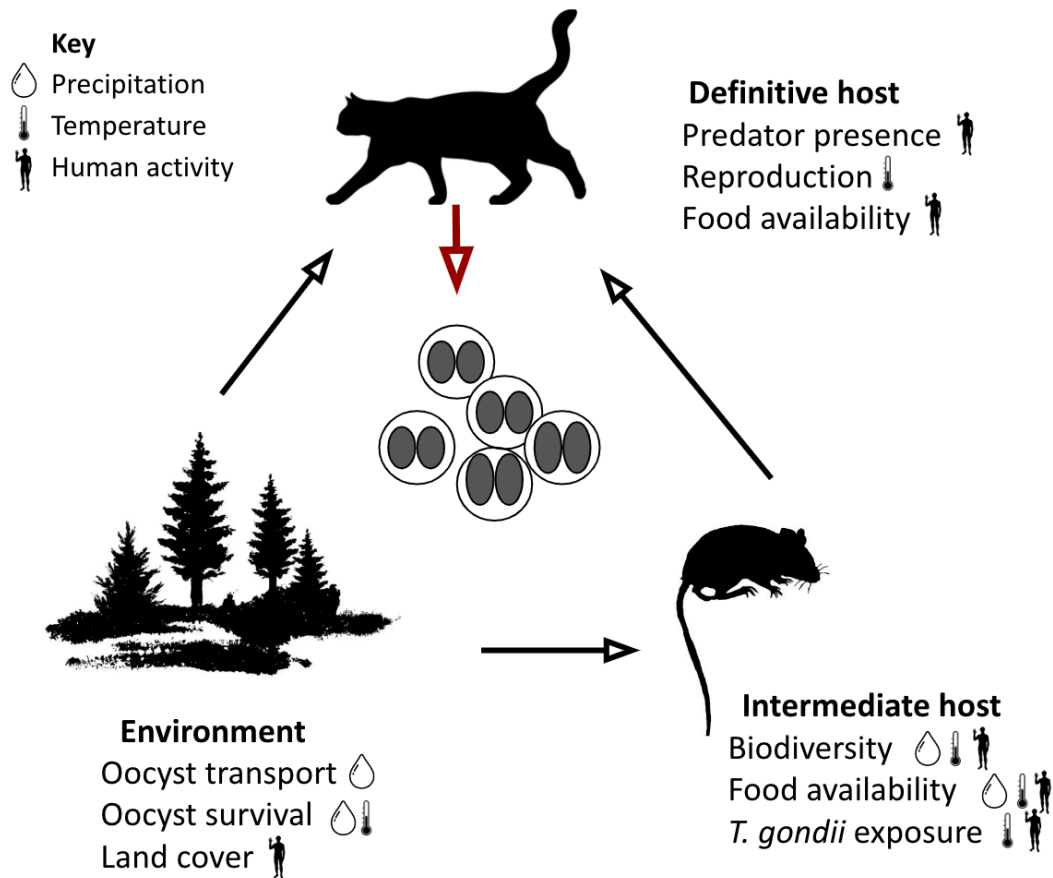 Key
Precipitation
Temperature
Human activity
Definitive host
Predator presence
Reproduction
Food availability
Environment
Oocyst transport
Oocyst survival
Land cover
Intermediate host
Biodiversity
Food availability
T. gondii exposure